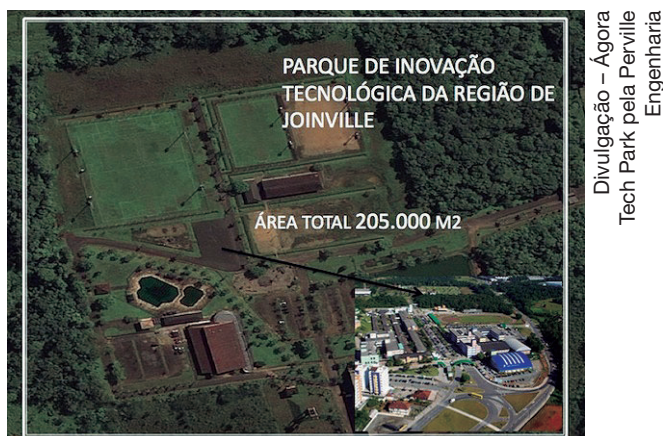 PARQUE DE INOVAÇÃO
TECNOLÓGICA DA REGIÃO DE
JOINVILLE
ÁREA TOTAL 205.000 M2
Divulgação – Ágora
Tech Park pela Perville
Engenharia